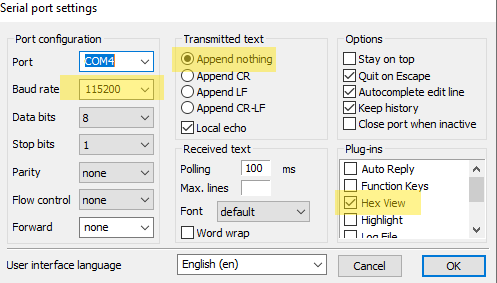 Serial port settings
Port configuration
Port COM4
Baud rate 115200
Data bits 8
Stop bits 1
Parity none
Flow control none
Forward none
Transmitted text
Append nothing
Append CR
Append LF
Append CR-LF
Local echo
Received text
Polling 100 ms
Max. lines
Font default
Word wrap
Options
Stay on top
Quit on Escape
Autocomplete edit line
Keep history
Close port when inactive
Plug-ins
Auto Reply
Function Keys
Hex View
Highlight
Log File
User interface language English (en) Cancel OK